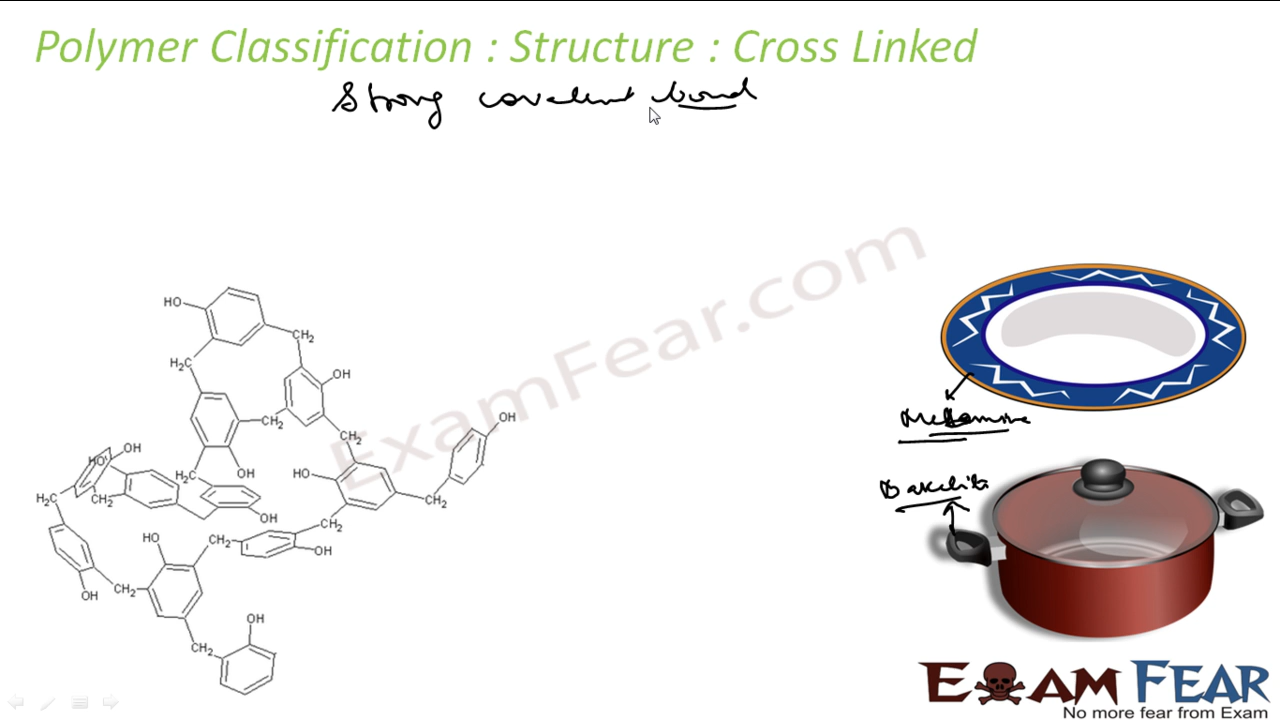 Polymer Classification : Structure : Cross Linked
Strong covalent bond
ExamFear.com
HO
CH2
H2C
OH
CH2
OH
CH2
HO
H2C
OH
CH2
OH
HO
H2C
CH2
OH
CH2
HO
CH2
OH
OH
CH2
OH
CH2
Bakelite
EXAM FEAR
No more fear from Exam